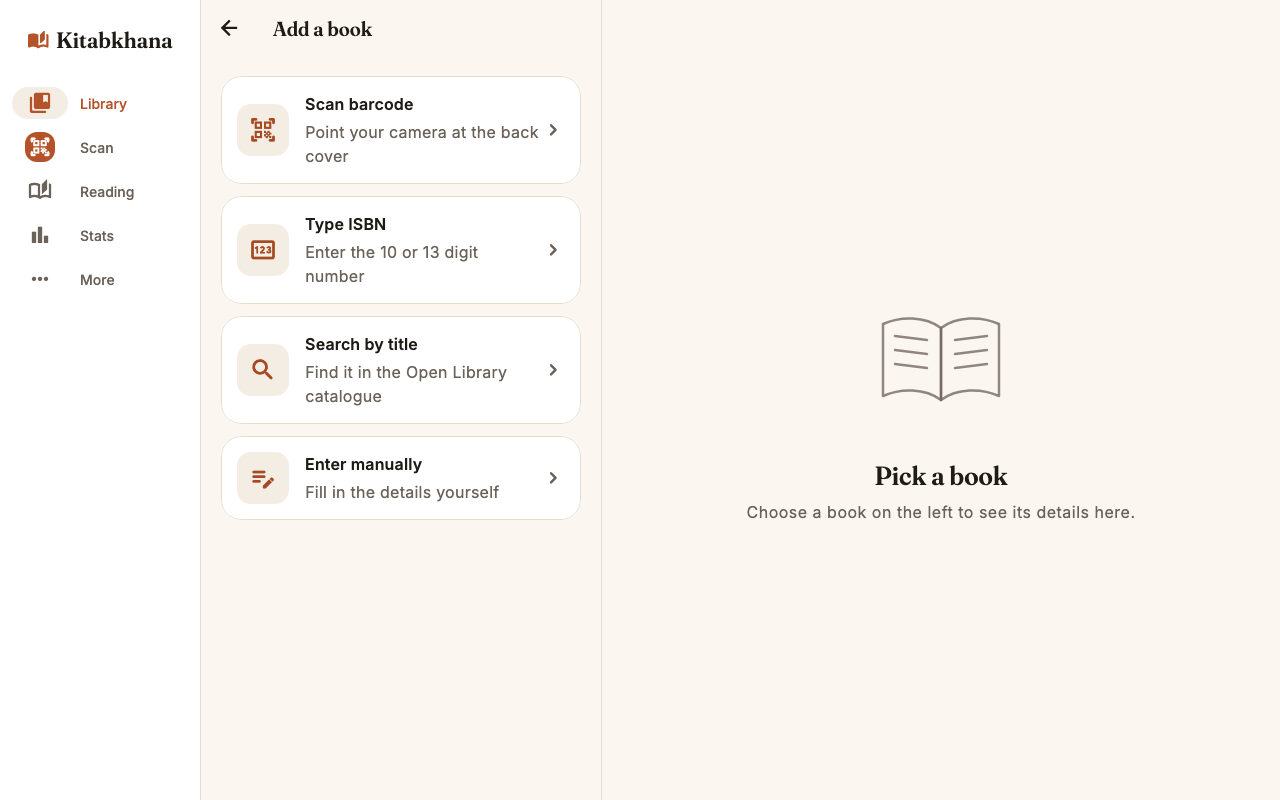 Kitabkhana
Library
Scan
Reading
Stats
More
Add a book
Scan barcode
Point your camera at the back
cover
123
Type ISBN
Enter the 10 or 13 digit
number
Search by title
Find it in the Open Library
catalogue
Enter manually
Fill in the details yourself
Pick a book
Choose a book on the left to see its details here.